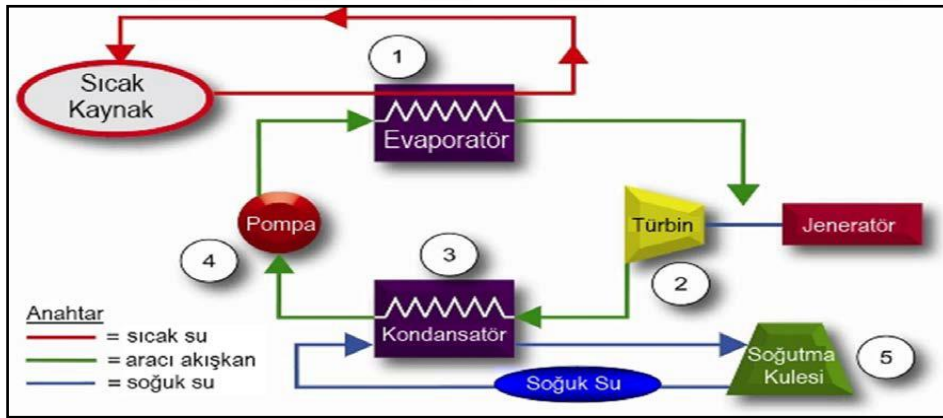 1
Sıcak
Kaynak
Evaporatör
Pompa
Türbin
Jeneratör
4
3
2
Anahtar
= sıcak su
= aracı akışkan
= soğuk su
Kondansatör
Soğuk Su
Soğutma
Kulesi
5